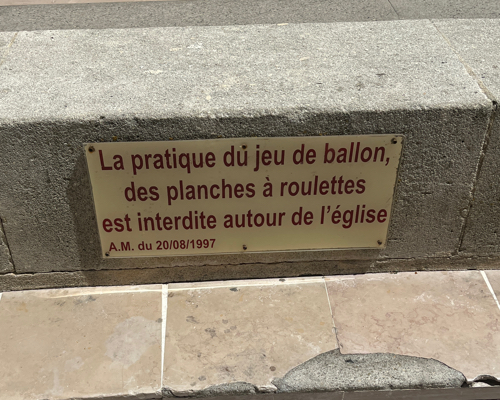 La pratique du jeu de ballon,
des planches à roulettes
est interdite autour de l'église
A.M. du 20/08/1997